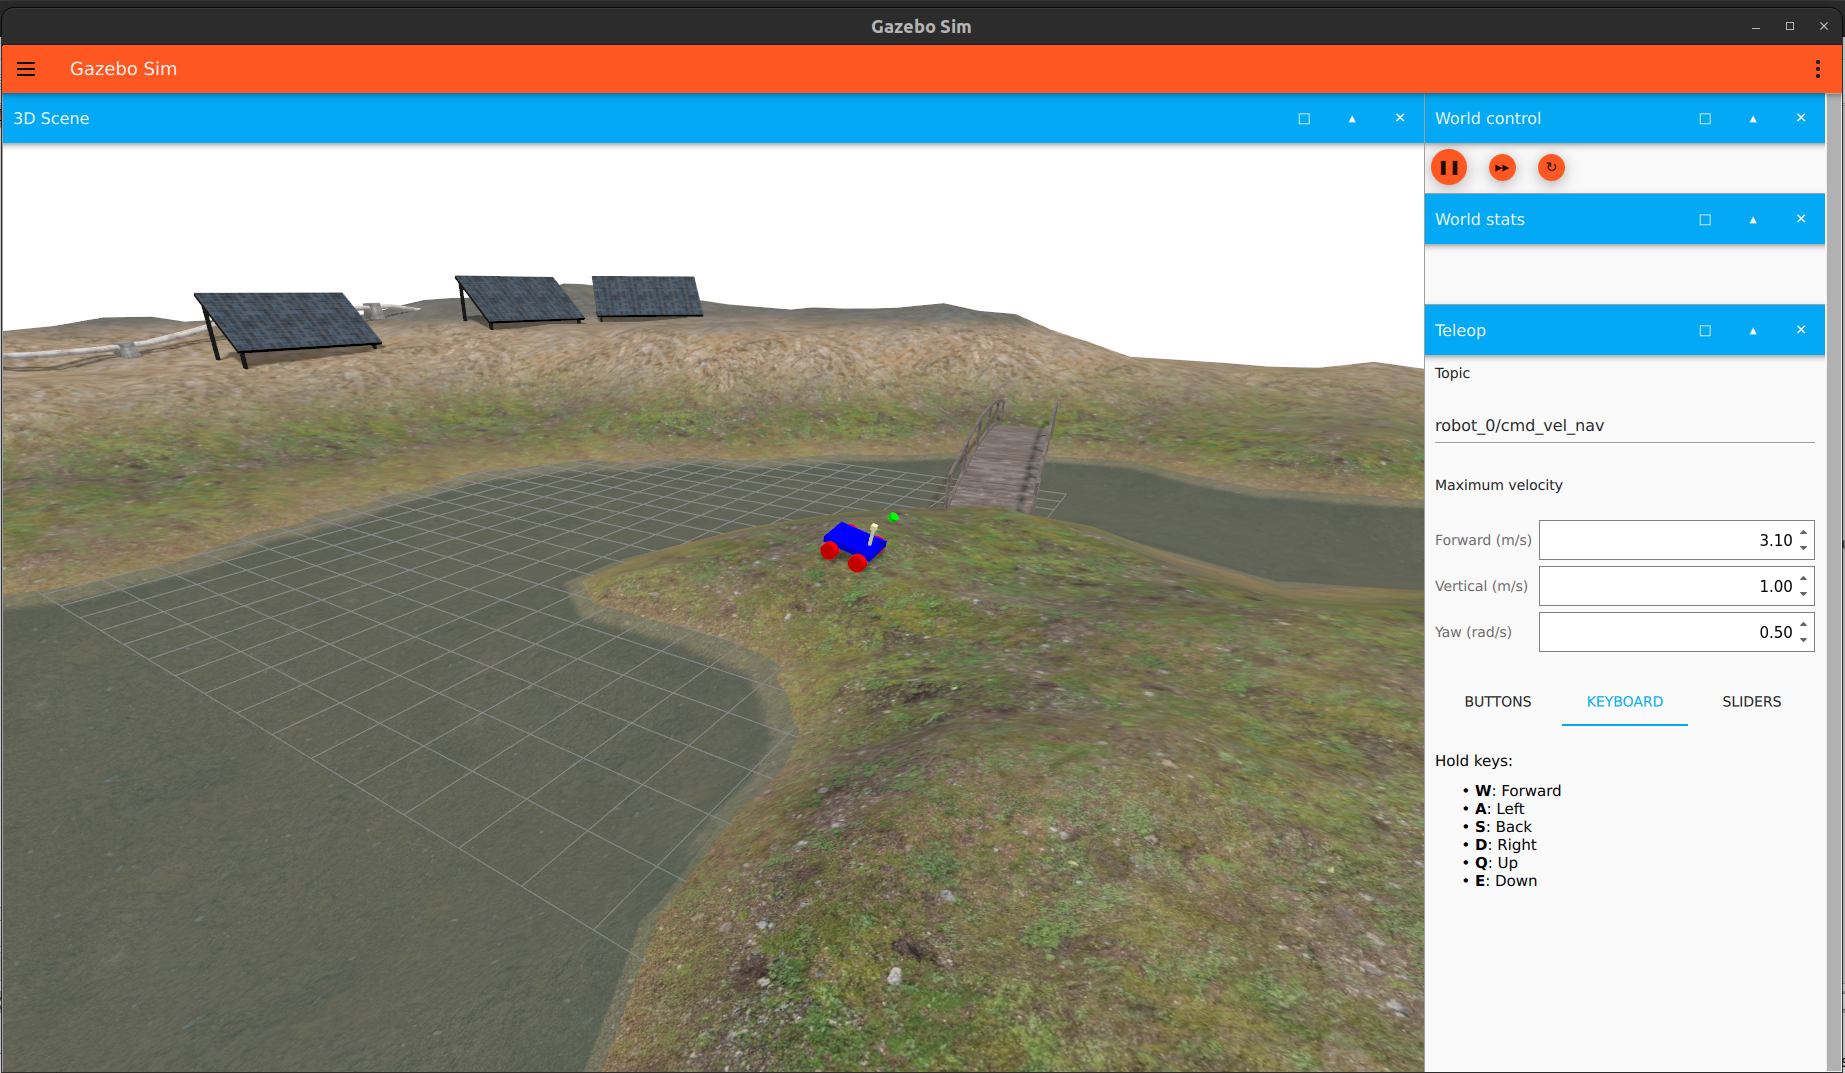 Gazebo Sim
Gazebo Sim
3D Scene
World control
World stats
Teleop
Topic
robot_0/cmd_vel_nav
Maximum velocity
Forward (m/s) 3.10
Vertical (m/s) 1.00
Yaw (rad/s) 0.50
BUTTONS KEYBOARD SLIDERS
Hold keys:
• W: Forward
• A: Left
• S: Back
• D: Right
• Q: Up
• E: Down